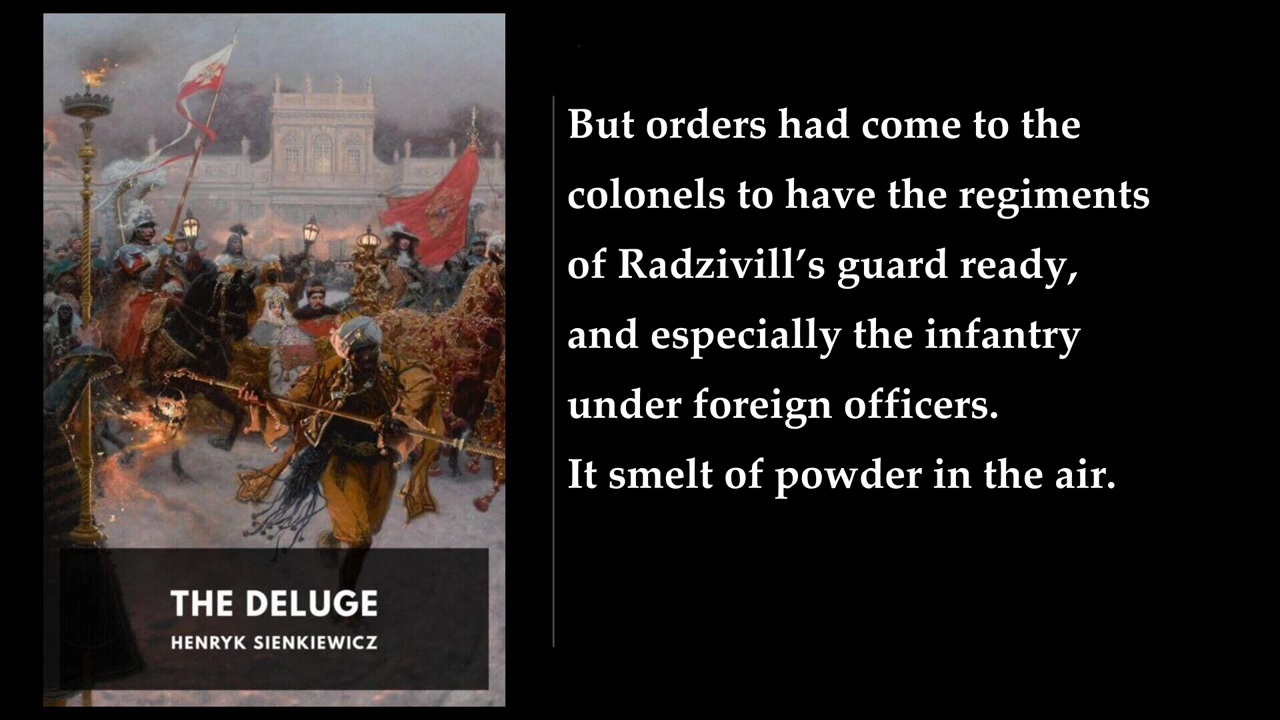 THE DELUGE
HENRYK SIENKIEWICZ
But orders had come to the
colonels to have the regiments
of Radzivill’s guard ready,
and especially the infantry
under foreign officers.
It smelt of powder in the air.